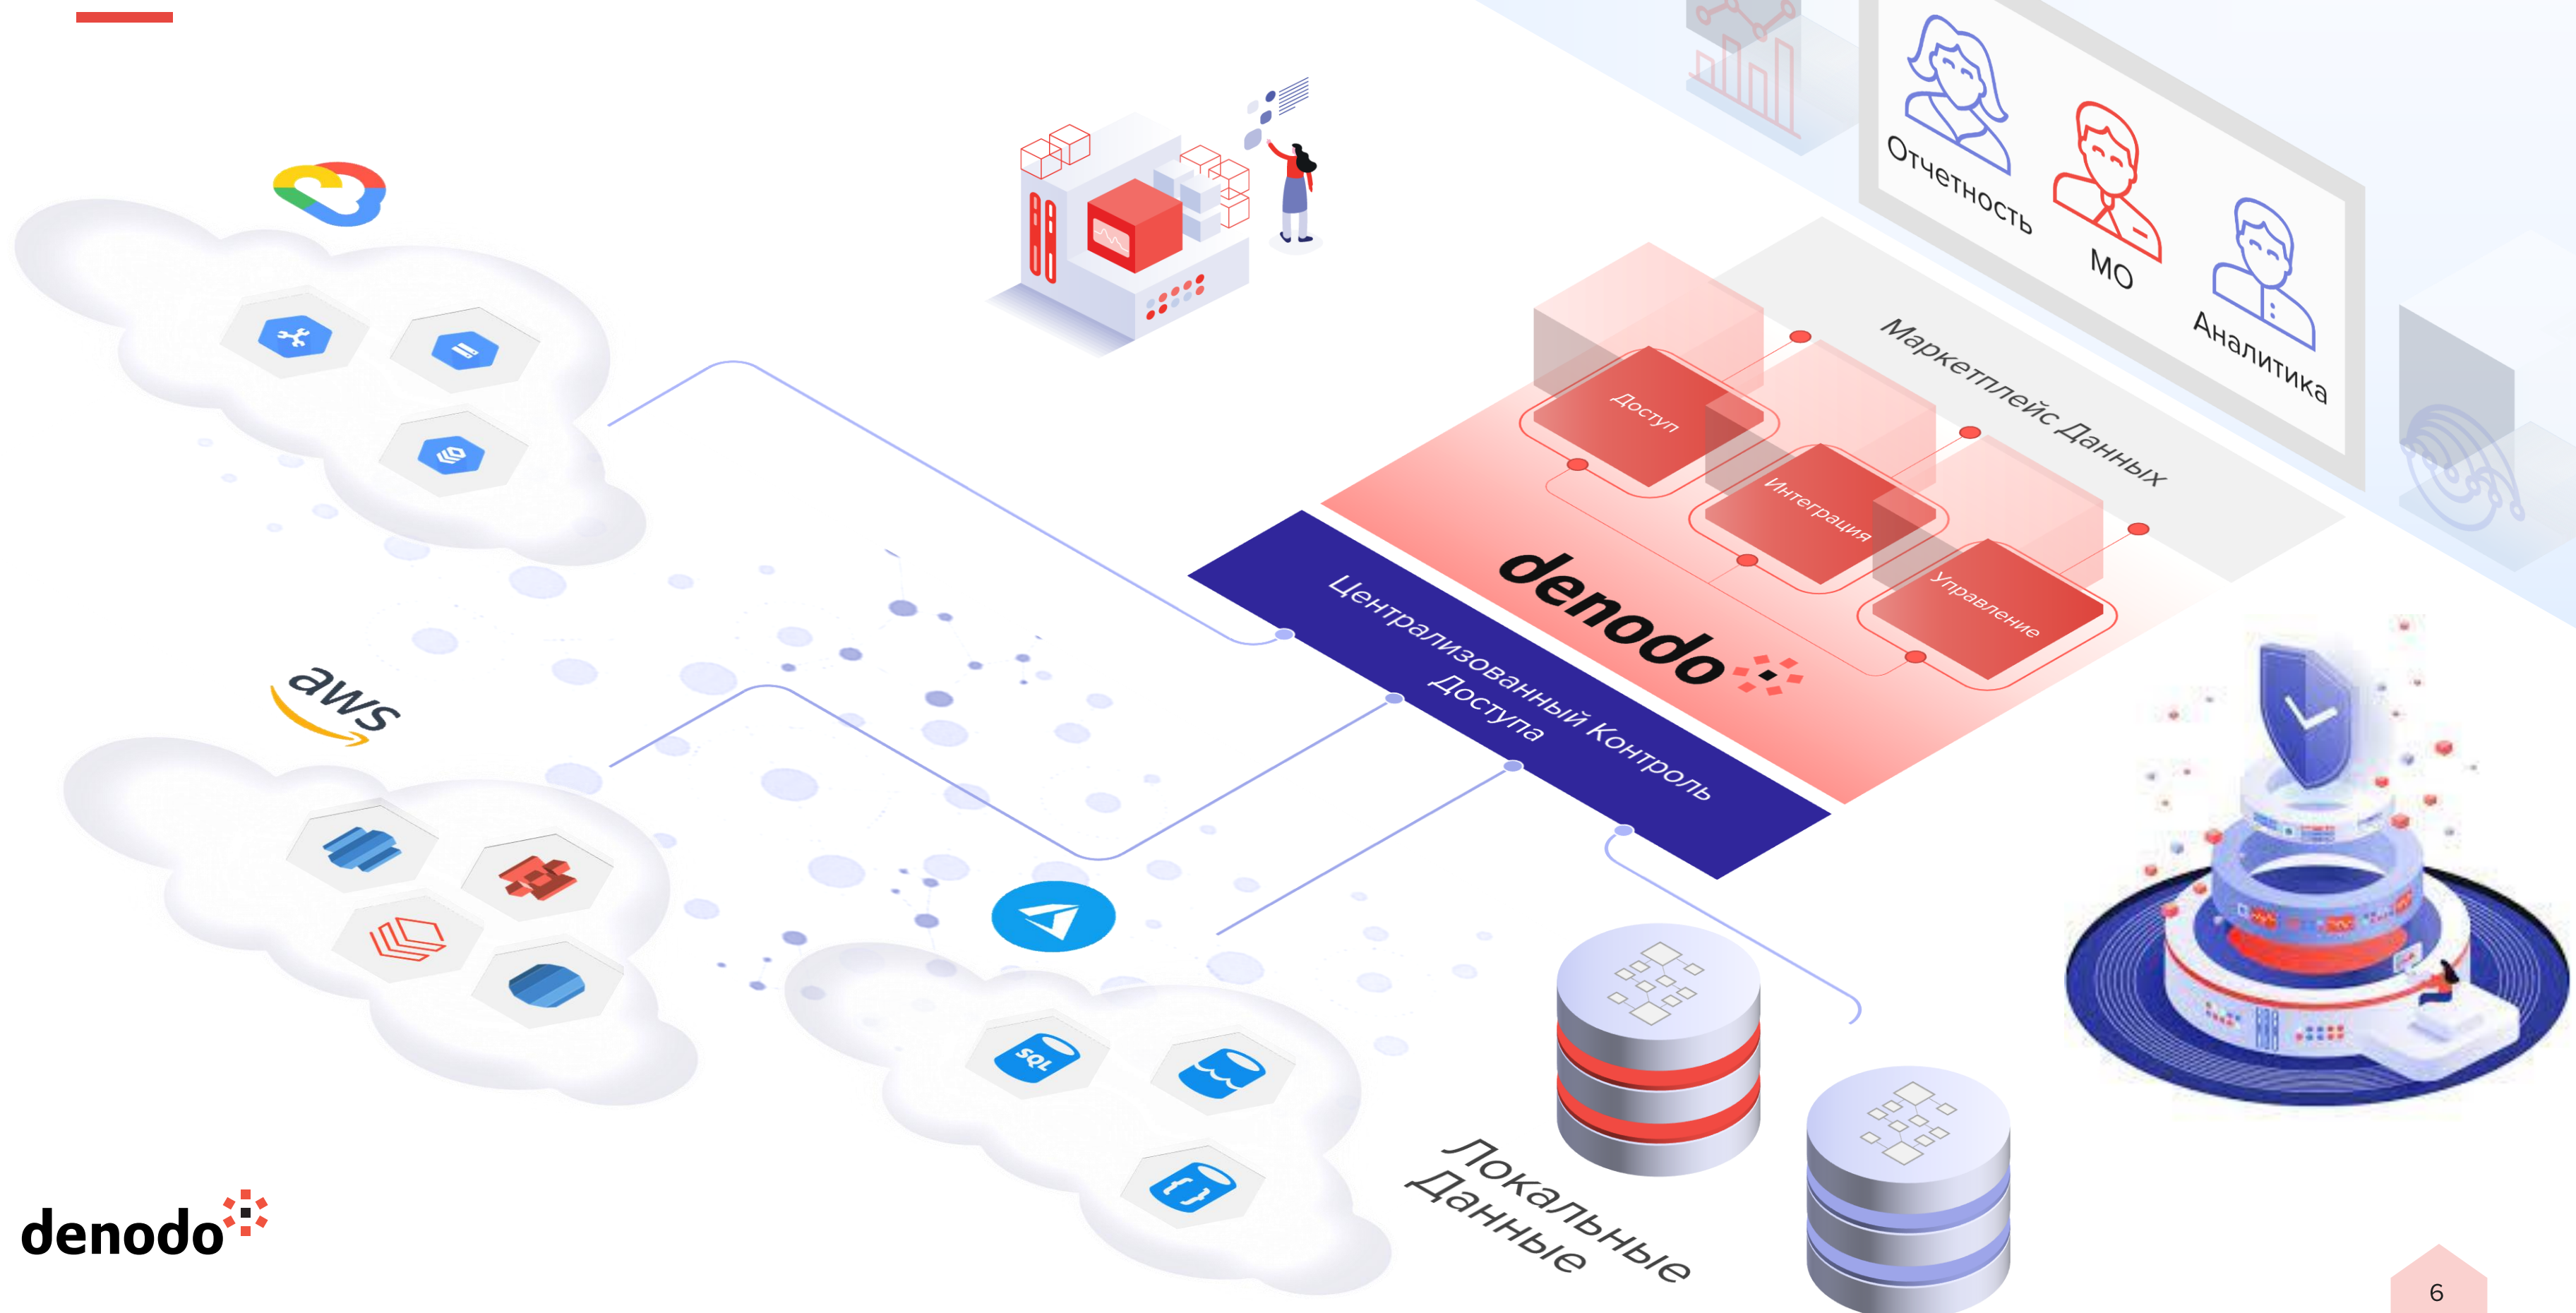 Отчетность
МО
Аналитика
Маркетплейс Данных
Доступ
Интеграция
Управление
denodo
Централизованный Контроль
Доступа
aws
SQL
{ }
Локальные
Данные
denodo
6